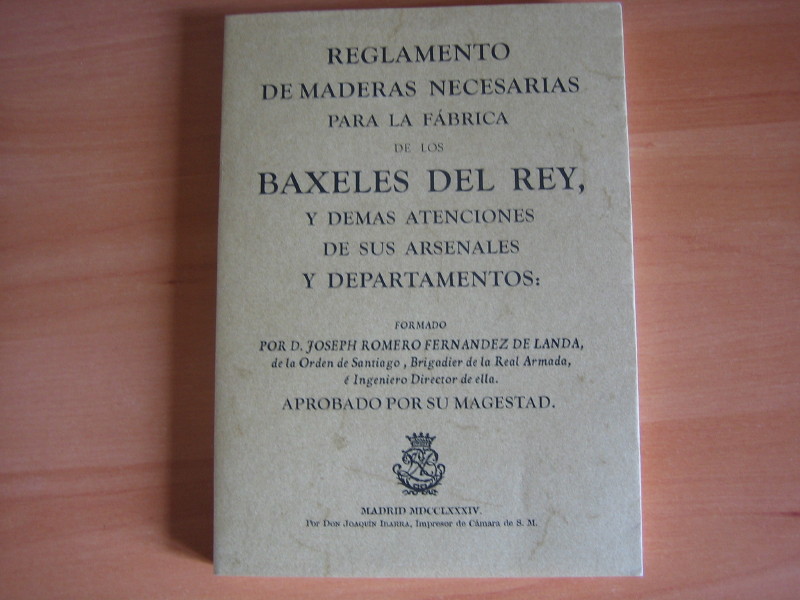 REGLAMENTO
DE MADERAS NECESARIAS
PARA LA FÁBRICA
DE LOS
BAXELES DEL REY,
Y DEMAS ATENCIONES
DE SUS ARSENALES
Y DEPARTAMENTOS:
FORMADO
POR D. JOSEPH ROMERO FERNANDEZ DE LANDA,
de la Orden de Santiago, Brigadier de la Real Armada,
é Ingeniero Director de ella.
APROBADO POR SU MAGESTAD.
MADRID MDCCLXXXIV.
Por Don Joaquín Ibarra, Impresor de Cámara de S. M.